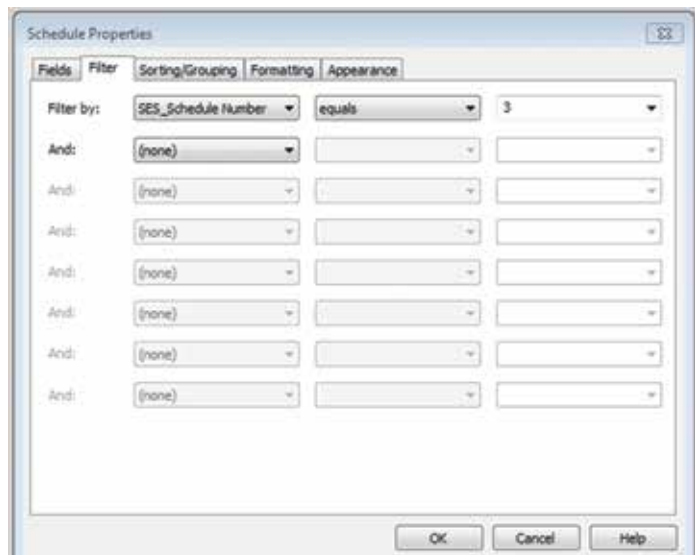 Schedule Properties
Fields Filter Sorting/Grouping Formatting Appearance
Filter by: SES_Schedule Number equals 3
And: (none)
And: (none)
And: (none)
And: (none)
And: (none)
And: (none)
And: (none)
OK Cancel Help